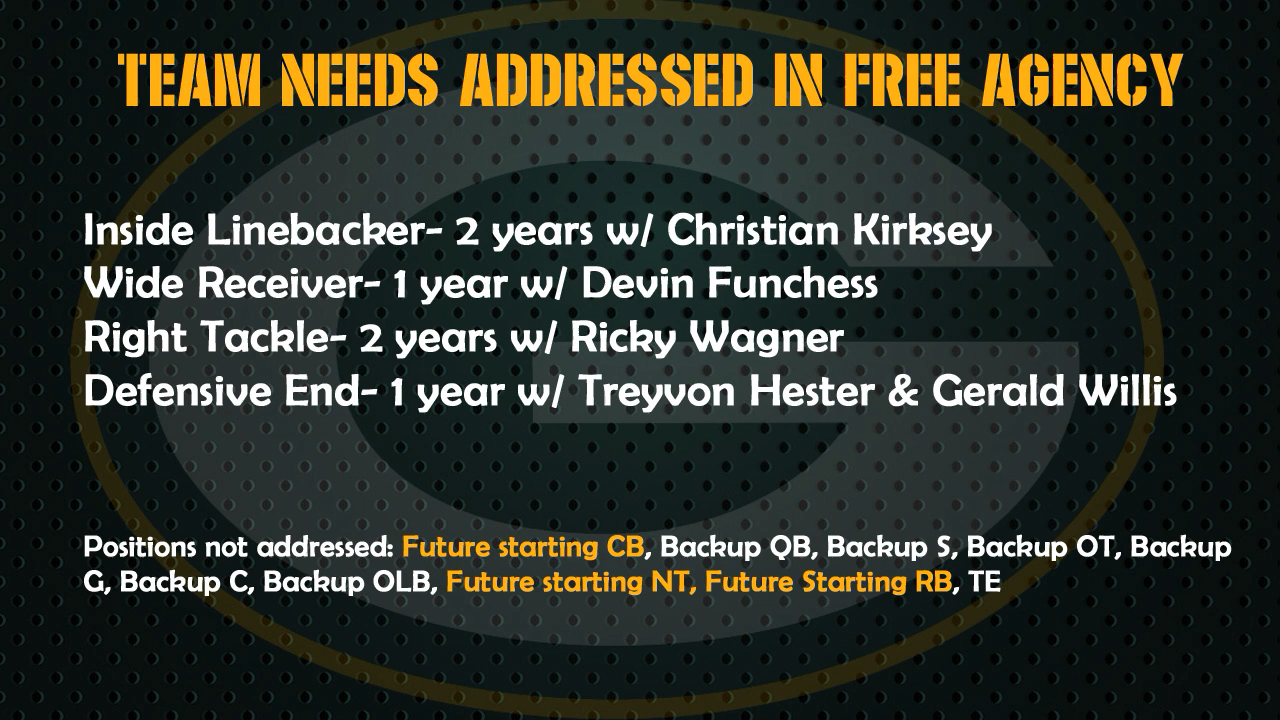 TEAM NEEDS ADDRESSED IN FREE AGENCY
Inside Linebacker- 2 years w/ Christian Kirksey
Wide Receiver- 1 year w/ Devin Funchess
Right Tackle- 2 years w/ Ricky Wagner
Defensive End- 1 year w/ Treyvon Hester & Gerald Willis
Positions not addressed: Future starting CB, Backup QB, Backup S, Backup OT, Backup
G, Backup C, Backup OLB, Future starting NT, Future Starting RB, TE